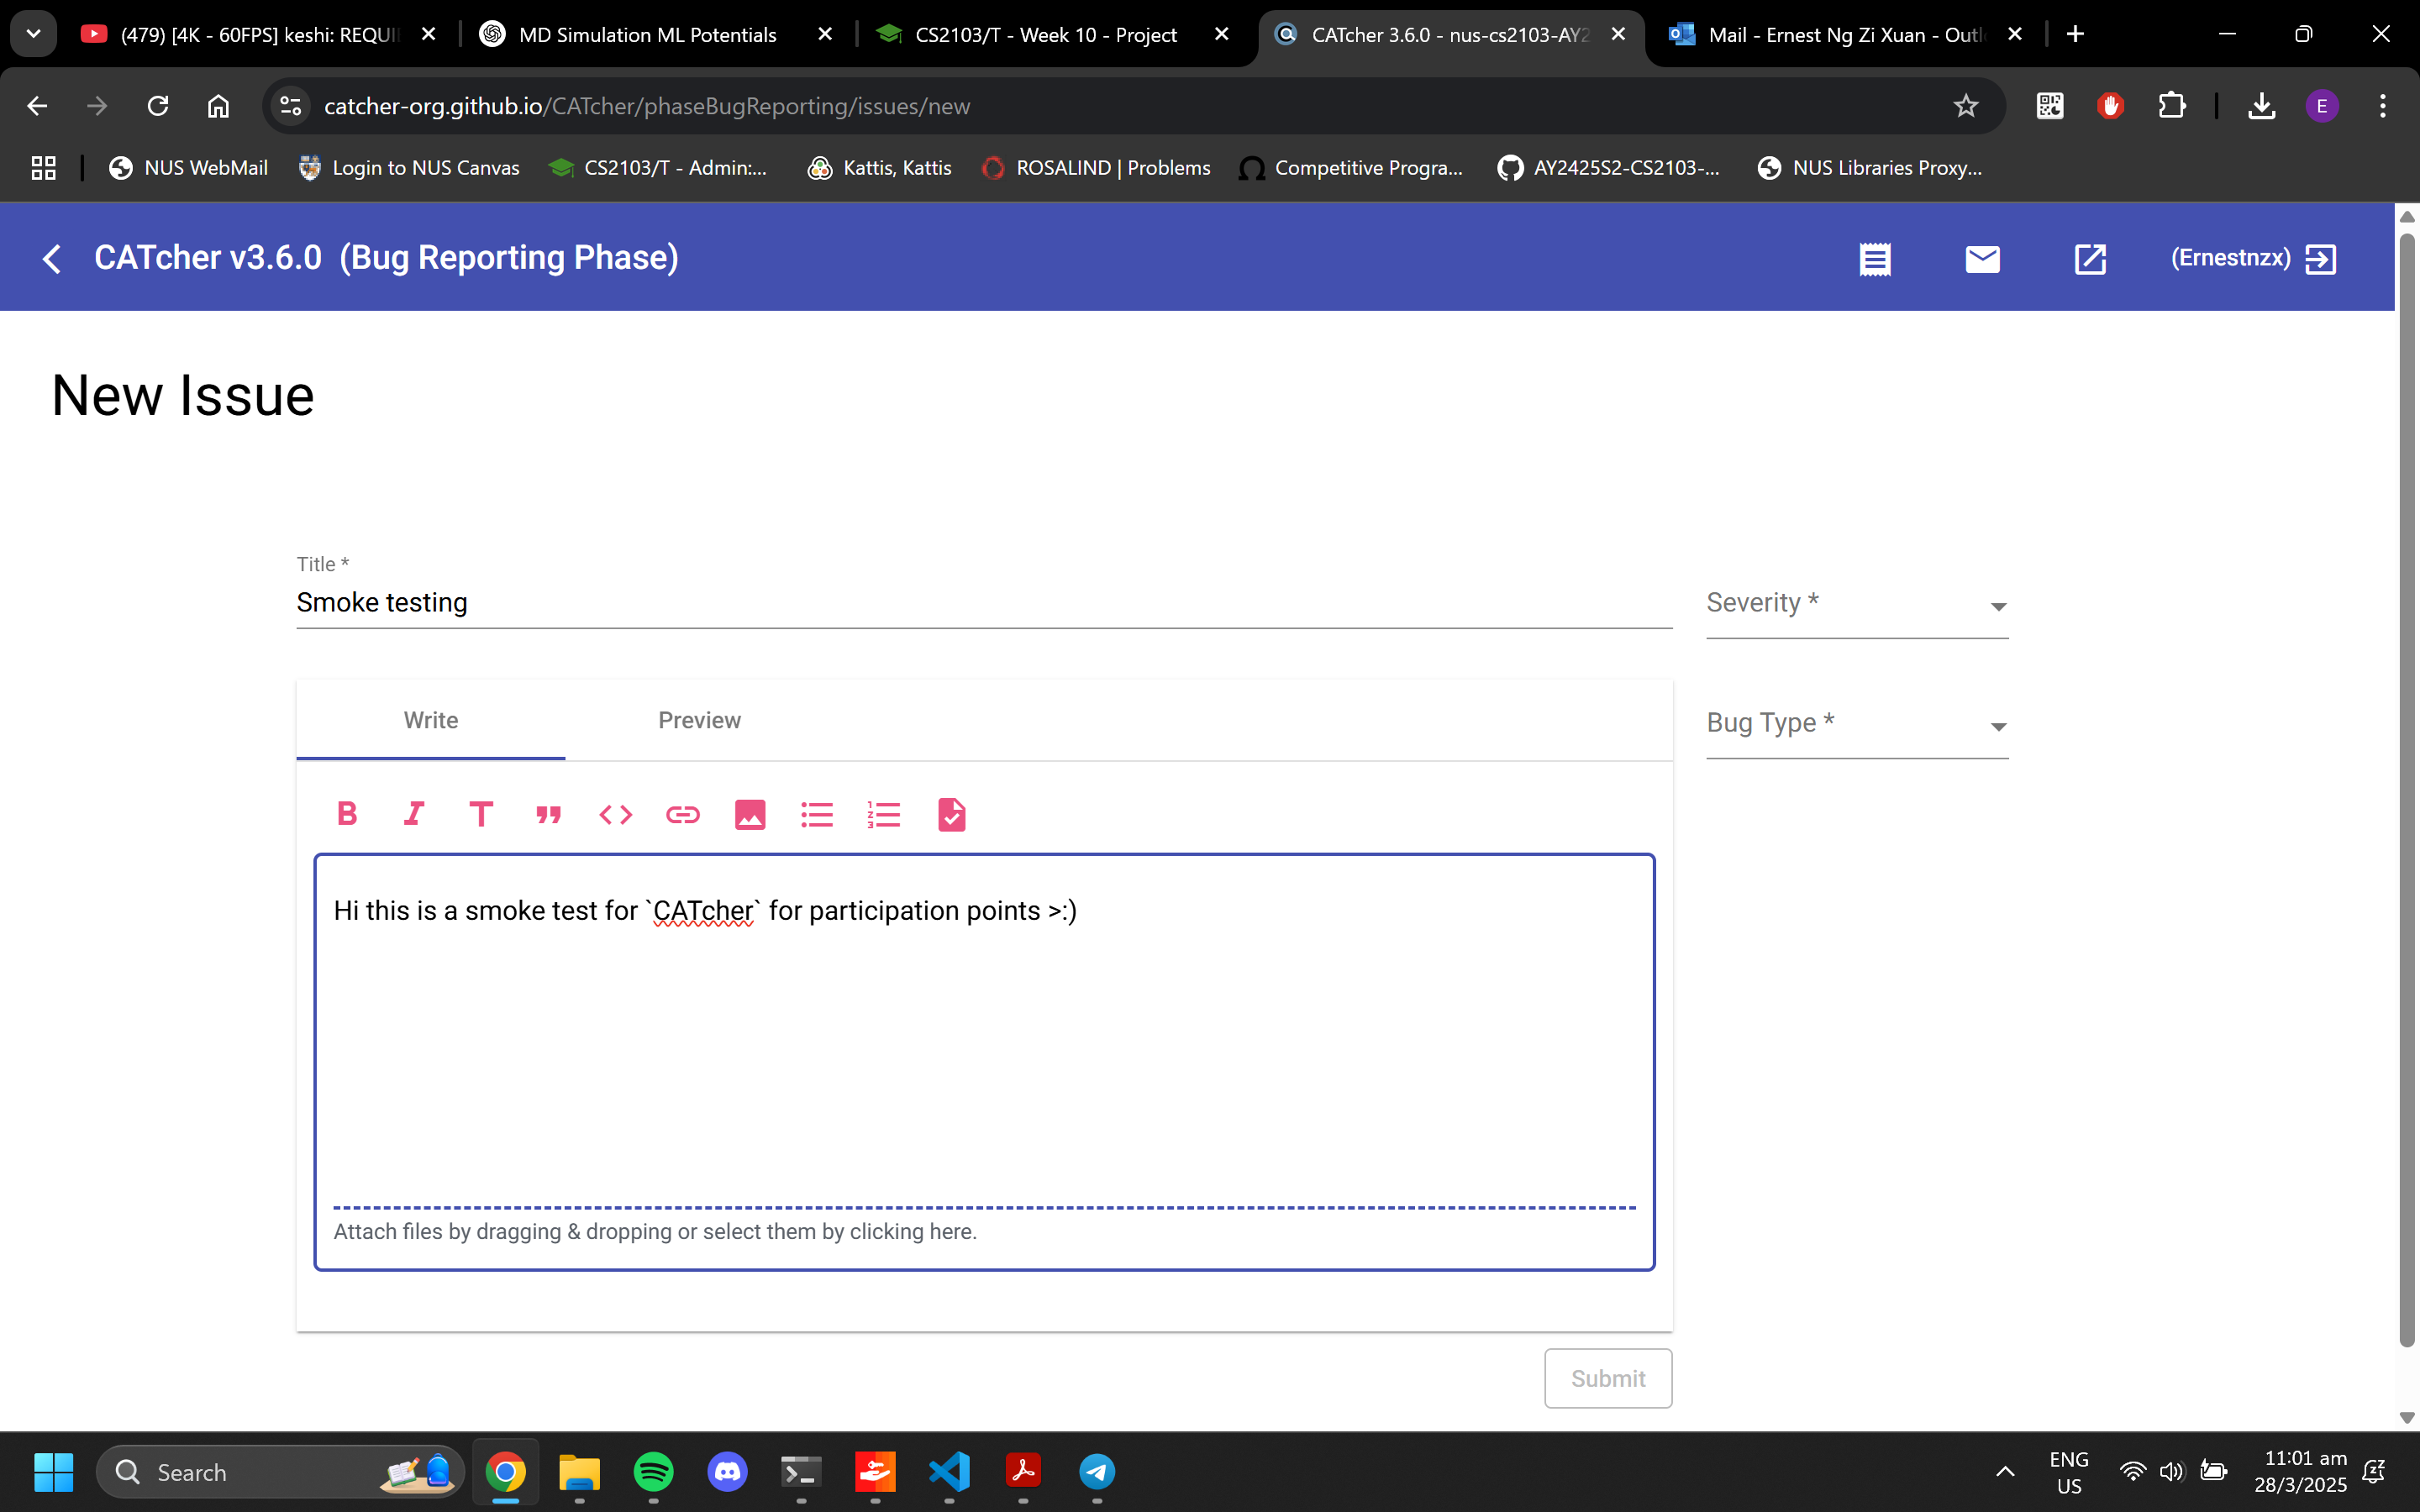 (479) [4K - 60FPS] keshi: REQUI
MD Simulation ML Potentials
CS2103/T - Week 10 - Project
CATcher 3.6.0 - nus-cs2103-AY2
Mail - Ernest Ng Zi Xuan - Outl
catcher-org.github.io/CATcher/phaseBugReporting/issues/new
E
NUS WebMail
Login to NUS Canvas
CS2103/T - Admin:...
Kattis, Kattis
ROSALIND | Problems
Competitive Progra...
AY2425S2-CS2103-...
NUS Libraries Proxy...
CATcher v3.6.0 (Bug Reporting Phase)
(Ernestnzx)
New Issue
Title *
Smoke testing
Severity *
Write
Preview
Bug Type *
Hi this is a smoke test for `CATcher` for participation points >:)
Attach files by dragging & dropping or select them by clicking here.
Submit
Search
ENG
US
11:01 am
28/3/2025